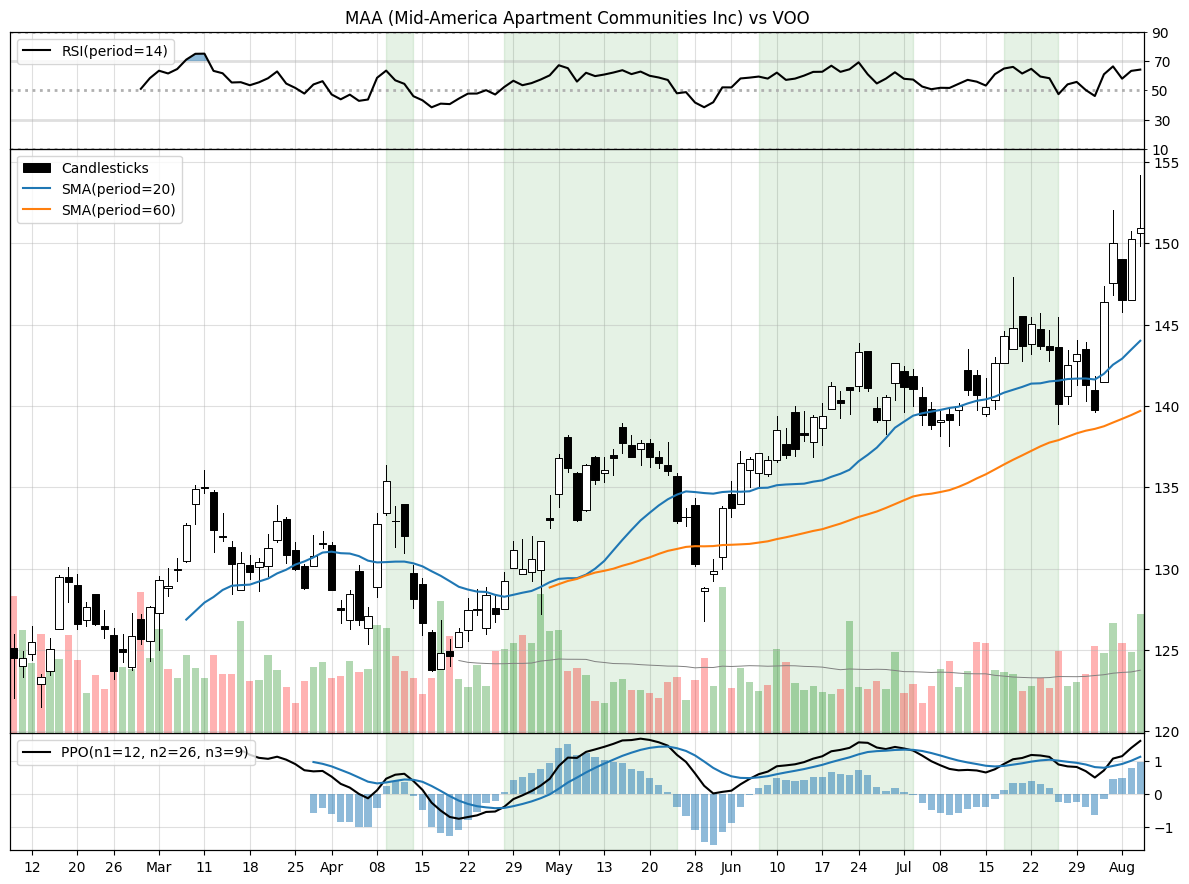 MAA (Mid-America Apartment Communities Inc) vs VOO
RSI(period=14)
90
70
50
30
10
Candlesticks
SMA(period=20)
SMA(period=60)
155
150
145
140
135
130
125
120
PPO(n1=12, n2=26, n3=9)
1
0
−1
12 20 26 Mar 11 18 25 Apr 08 15 22 29 May 13 20 28 Jun 10 17 24 Jul 08 15 22 29 Aug